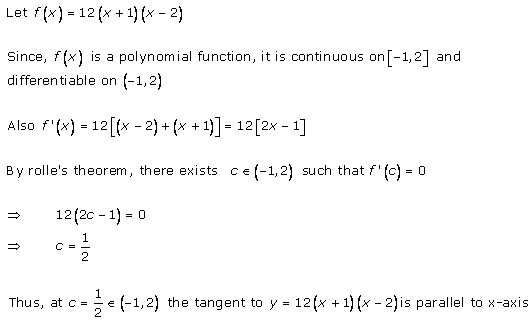 Let f(x) = 12(x+1)(x−2)
Since, f(x) is a polynomial function, it is continuous on [−1,2] and
differentiable on (−1,2)
Also f'(x) = 12[(x−2)+(x+1)] = 12[2x−1]
By rolle's theorem, there exists c ϵ (−1,2) such that f'(c) = 0
⇒ 12(2c−1) = 0
⇒ c = 1/2
Thus, at c = 1/2 ϵ (−1,2) the tangent to y = 12(x+1)(x−2) is parallel to x-axis